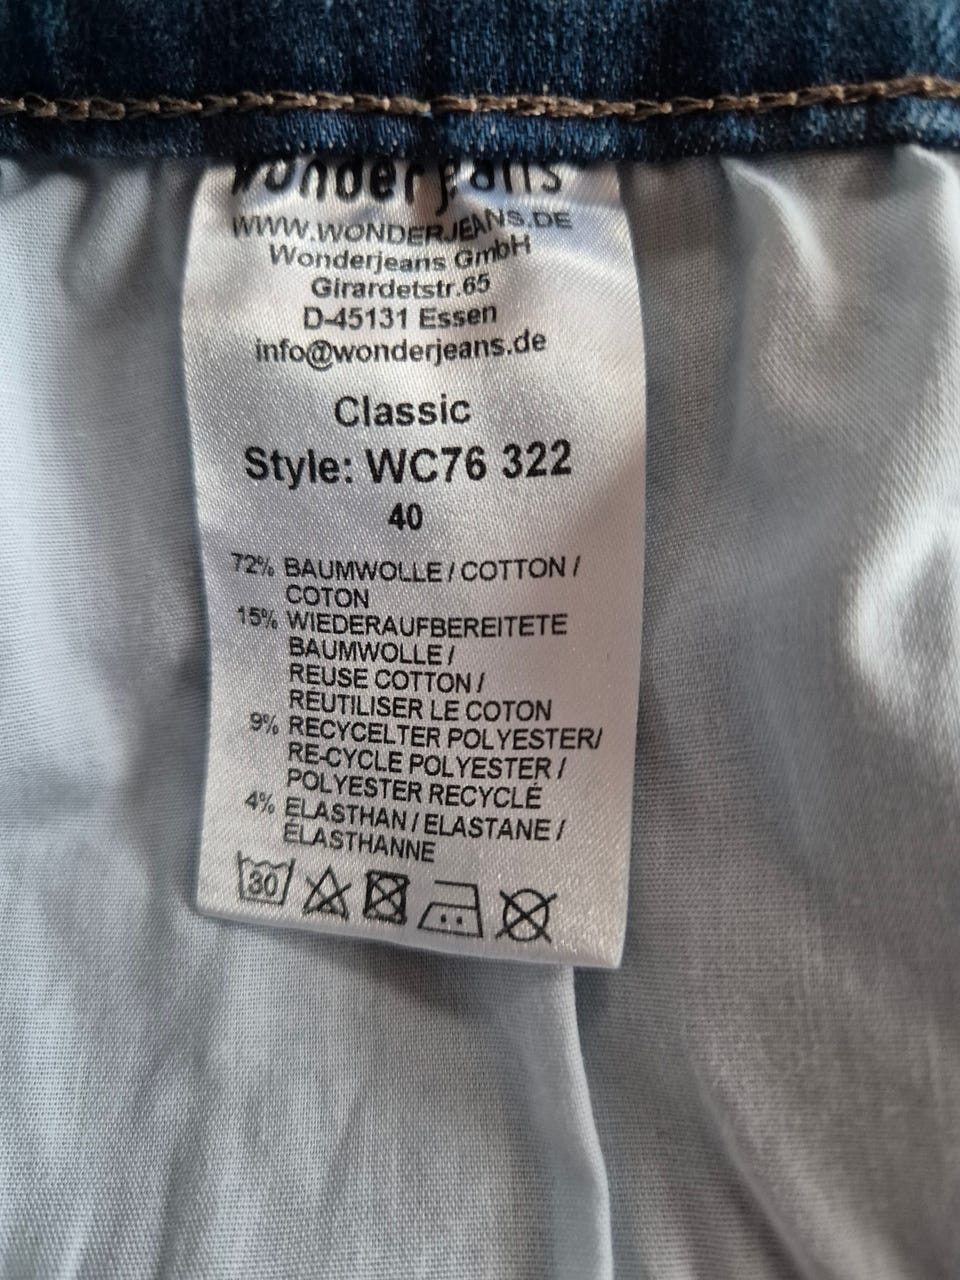 wonderjeans
WWW.WONDERJEANS.DE
Wonderjeans GmbH
Girardetstr.65
D-45131 Essen
info@wonderjeans.de
Classic
Style: WC76 322
40
72% BAUMWOLLE / COTTON /
COTON
15% WIEDERAUFBEREITETE
BAUMWOLLE /
REUSE COTTON /
RÉUTILISER LE COTON
9% RECYCELTER POLYESTER/
RE-CYCLE POLYESTER /
POLYESTER RECYCLÉ
4% ELASTHAN / ELASTANE /
ÉLASTHANNE
30